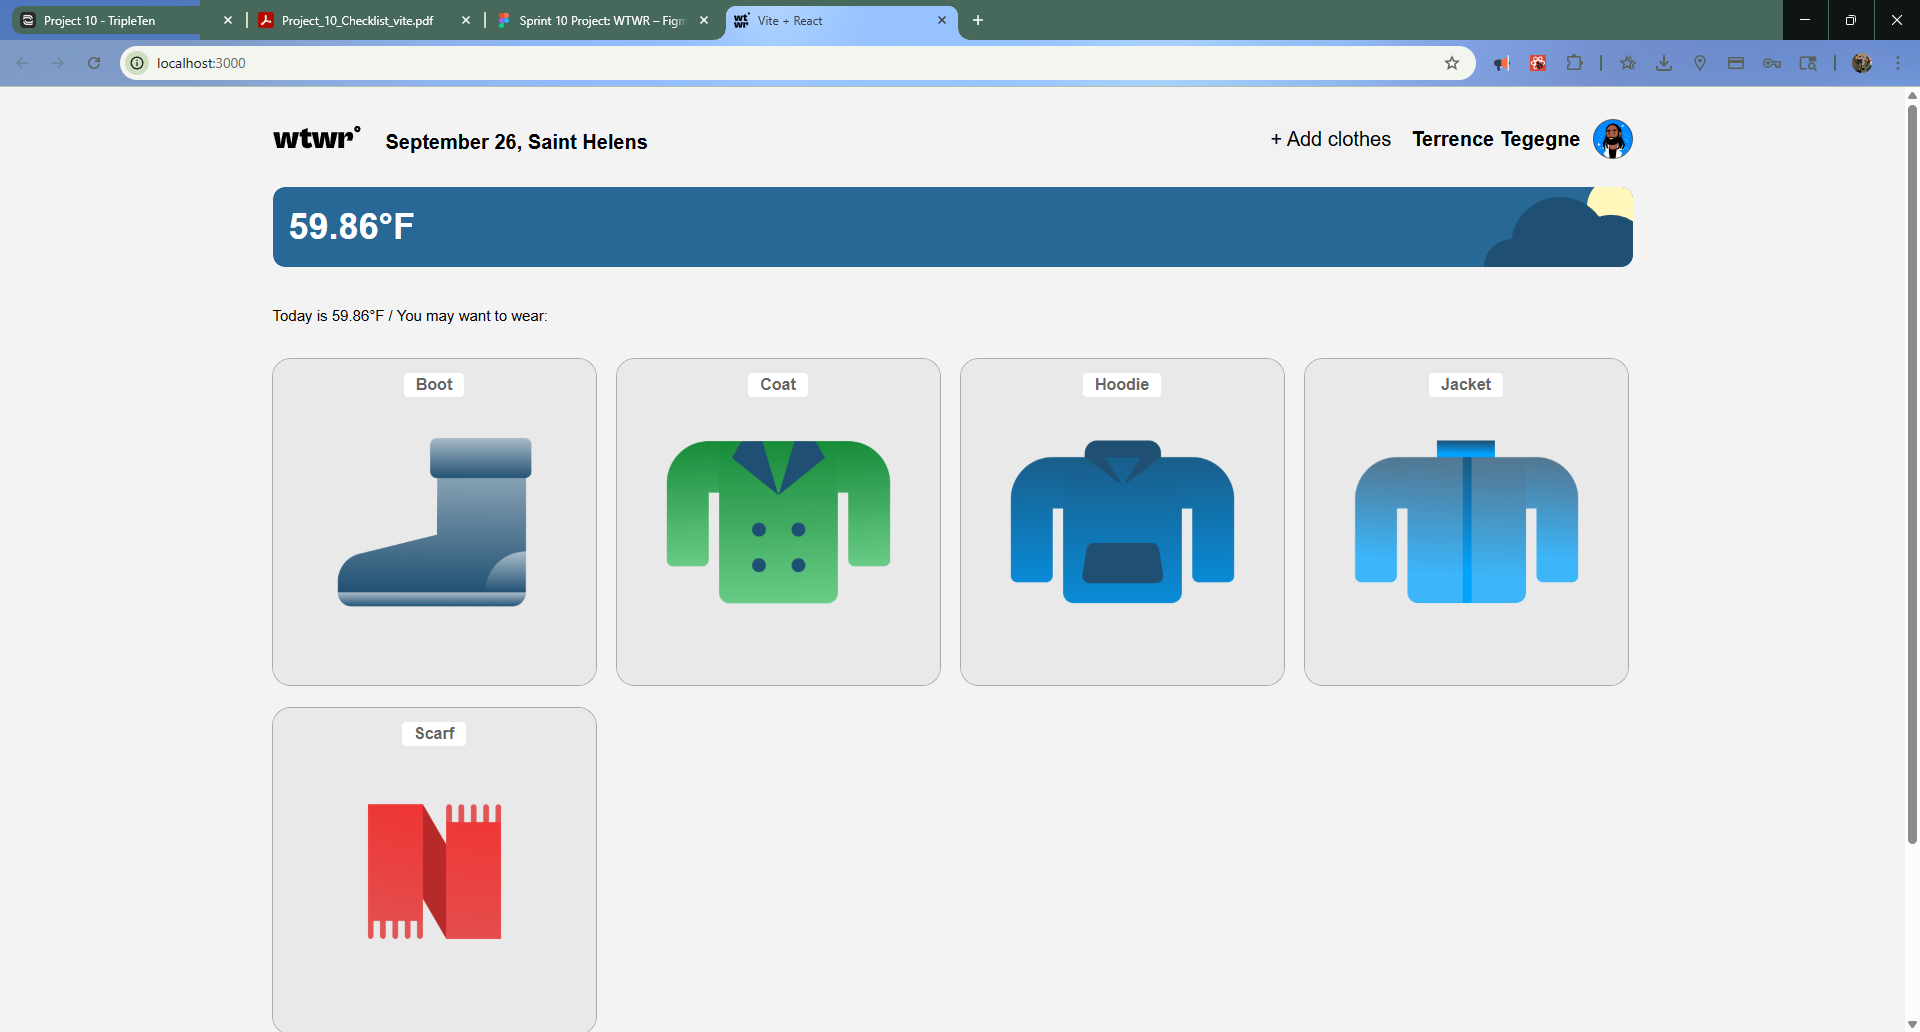 Project 10 - TripleTen
Project_10_Checklist_vite.pdf
Sprint 10 Project: WTWR – Figm
wt wr°
Vite + React
localhost:3000
wtwr°
September 26, Saint Helens
+ Add clothes
Terrence Tegegne
59.86°F
Today is 59.86°F / You may want to wear:
Boot
Coat
Hoodie
Jacket
Scarf